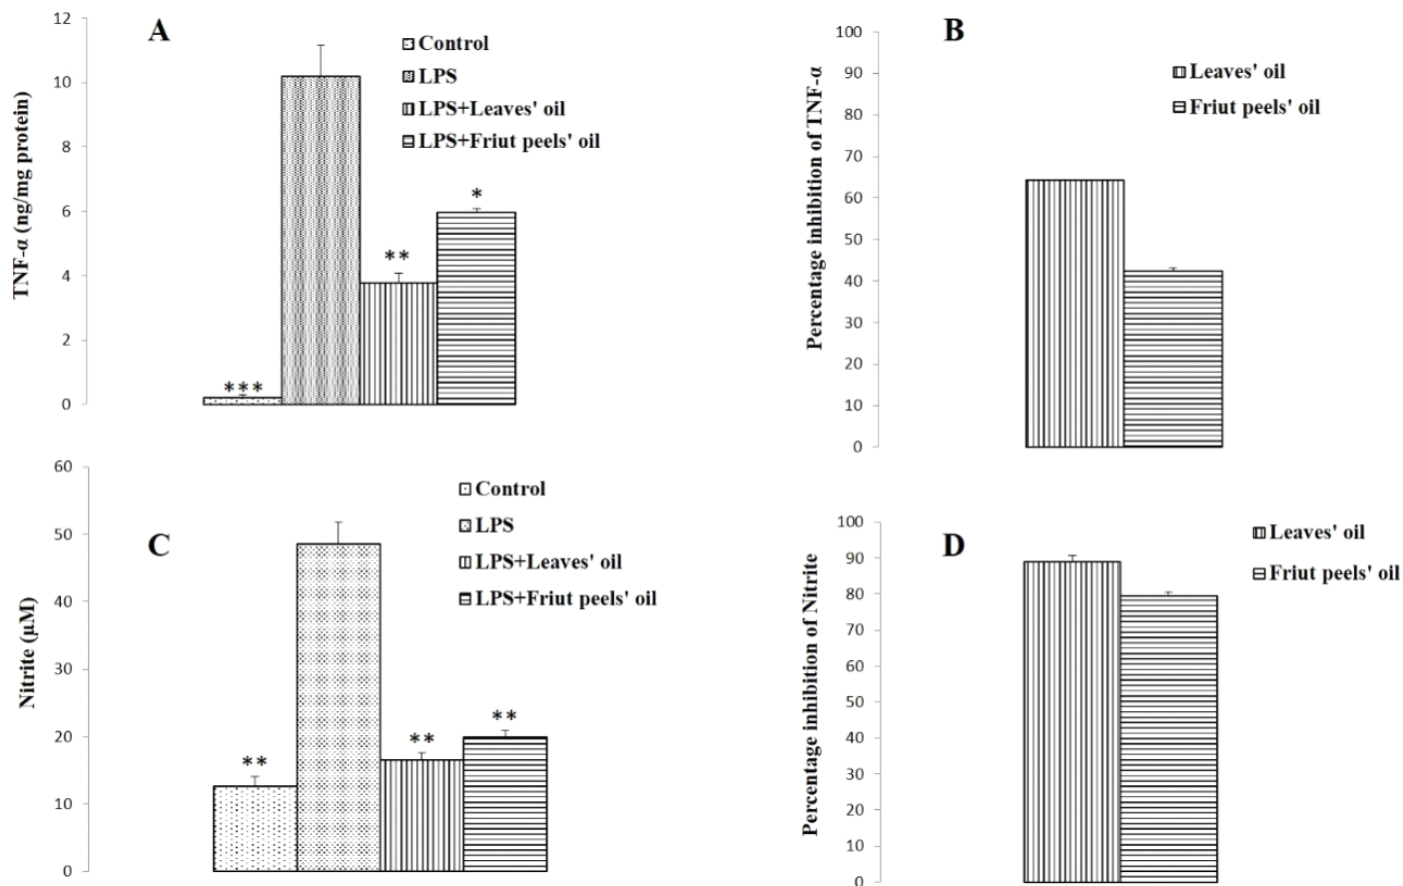 A
TNF-α (ng/mg protein)
12
10
8
6
4
2
0
Control
LPS
LPS+Leaves' oil
LPS+Friut peels' oil
***
**
*
B
Percentage inhibition of TNF-α
100
90
80
70
60
50
40
30
20
10
0
Leaves' oil
Friut peels' oil
C
Nitrite (µM)
60
50
40
30
20
10
0
Control
LPS
LPS+Leaves' oil
LPS+Friut peels' oil
**
**
**
D
Percentage inhibition of Nitrite
100
90
80
70
60
50
40
30
20
10
0
Leaves' oil
Friut peels' oil